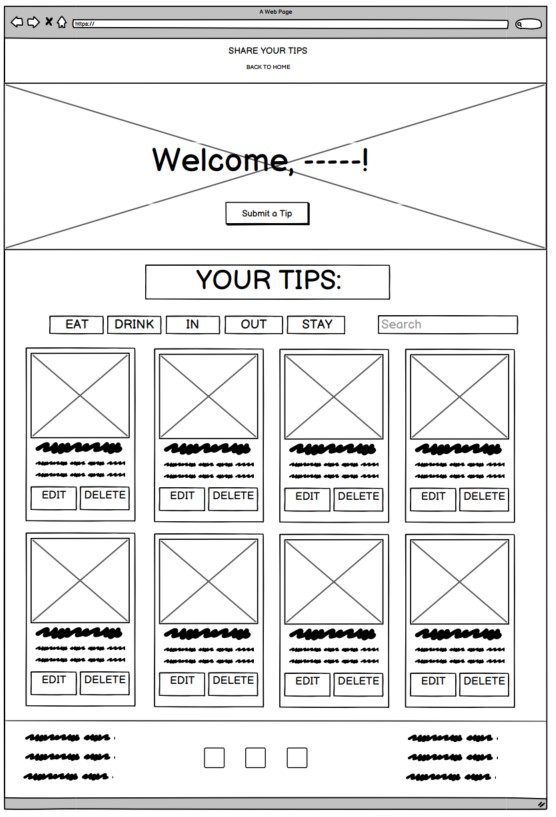 A Web Page
https://
SHARE YOUR TIPS
BACK TO HOME
Welcome, -----!
Submit a Tip
YOUR TIPS:
EAT DRINK IN OUT STAY Search
EDIT DELETE EDIT DELETE EDIT DELETE EDIT DELETE
EDIT DELETE EDIT DELETE EDIT DELETE EDIT DELETE